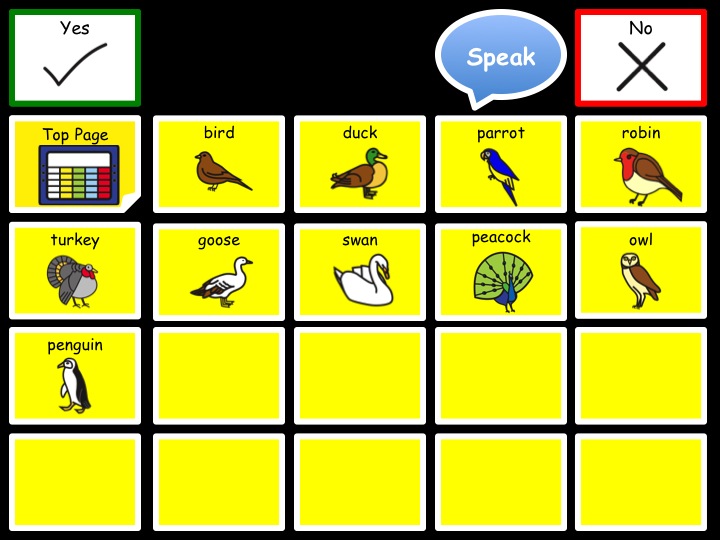 Yes
Speak
No
Top Page
bird
duck
parrot
robin
turkey
goose
swan
peacock
owl
penguin